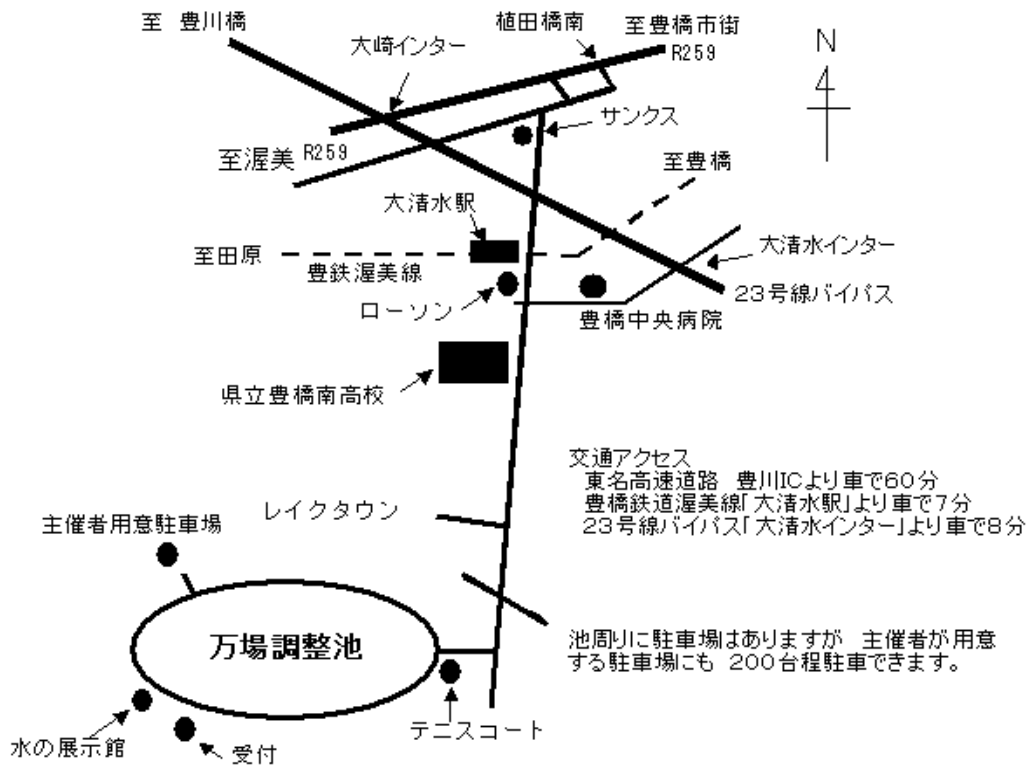 至 豊川橋
大崎インター
植田橋南
至豊橋市街
R259
N
サンクス
至渥美 R259
至豊橋
大清水駅
大清水インター
至田原
豊鉄渥美線
23号線バイパス
ローソン
豊橋中央病院
県立豊橋南高校
交通アクセス
東名高速道路 豊川ICより車で60分
豊橋鉄道渥美線「大清水駅」より車で7分
23号線バイパス「大清水インター」より車で8分
レイクタウン
主催者用意駐車場
万場調整池
池周りに駐車場はありますが 主催者が用意
する駐車場にも 200台程駐車できます。
テニスコート
水の展示館
受付